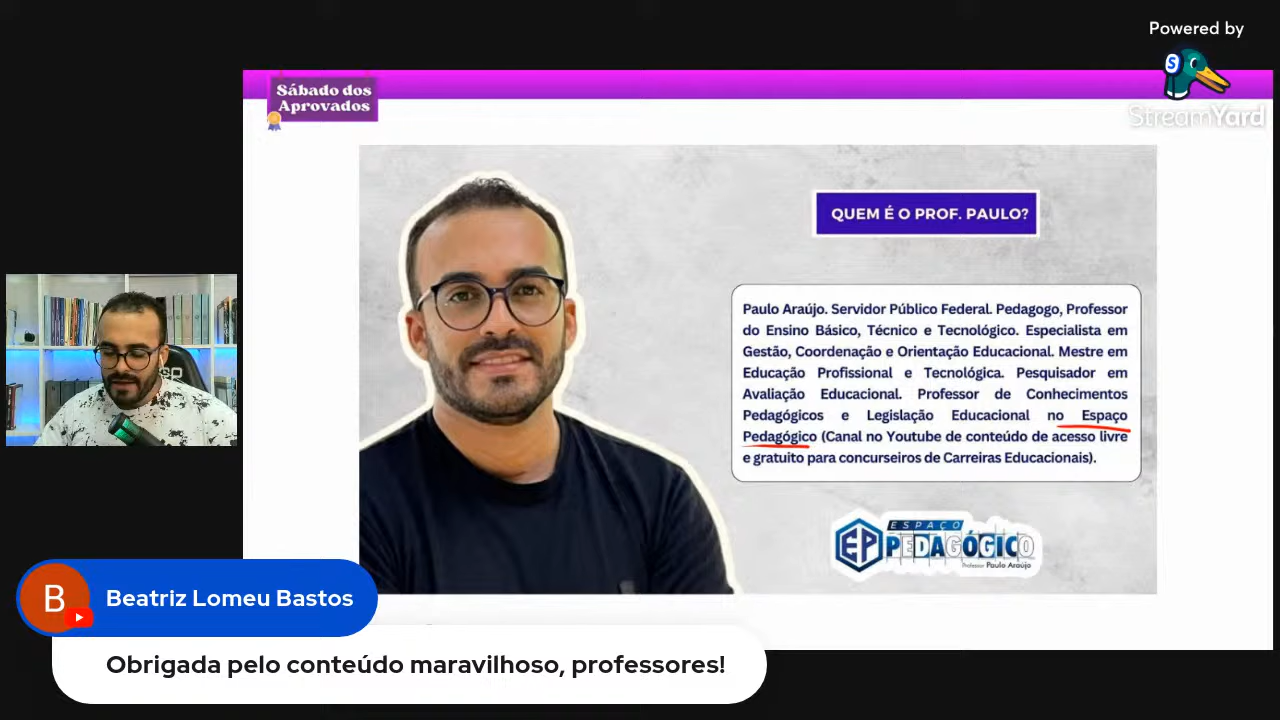 Powered by
StreamYard
Sábado dos
Aprovados
QUEM É O PROF. PAULO?
Paulo Araújo. Servidor Público Federal. Pedagogo, Professor
do Ensino Básico, Técnico e Tecnológico. Especialista em
Gestão, Coordenação e Orientação Educacional. Mestre em
Educação Profissional e Tecnológica. Pesquisador em
Avaliação Educacional. Professor de Conhecimentos
Pedagógicos e Legislação Educacional no Espaço
Pedagógico (Canal no Youtube de conteúdo de acesso livre
e gratuito para concurseiros de Carreiras Educacionais).
ESPAÇO
EP PEDAGÓGICO
Professor Paulo Araújo
B Beatriz Lomeu Bastos
Obrigada pelo conteúdo maravilhoso, professores!